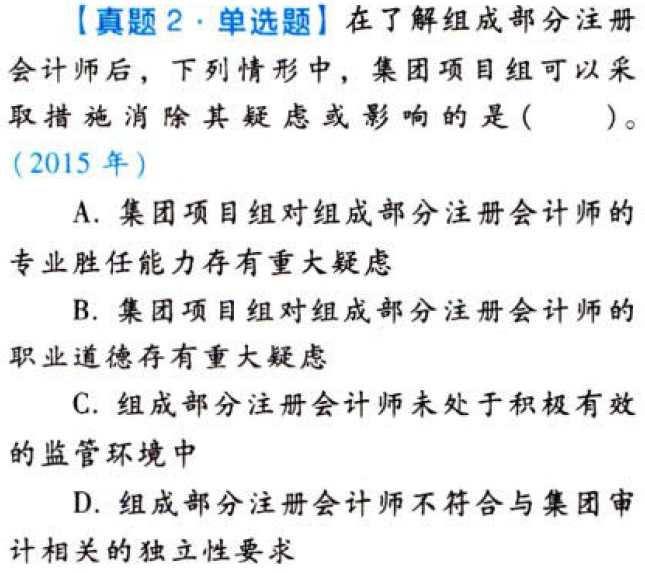 【真题2·单选题】在了解组成部分注册
会计师后，下列情形中，集团项目组可以采
取措施消除其疑虑或影响的是(　　)。
(2015 年)
A. 集团项目组对组成部分注册会计师的
专业胜任能力存有重大疑虑
B. 集团项目组对组成部分注册会计师的
职业道德存有重大疑虑
C. 组成部分注册会计师未处于积极有效
的监管环境中
D. 组成部分注册会计师不符合与集团审
计相关的独立性要求